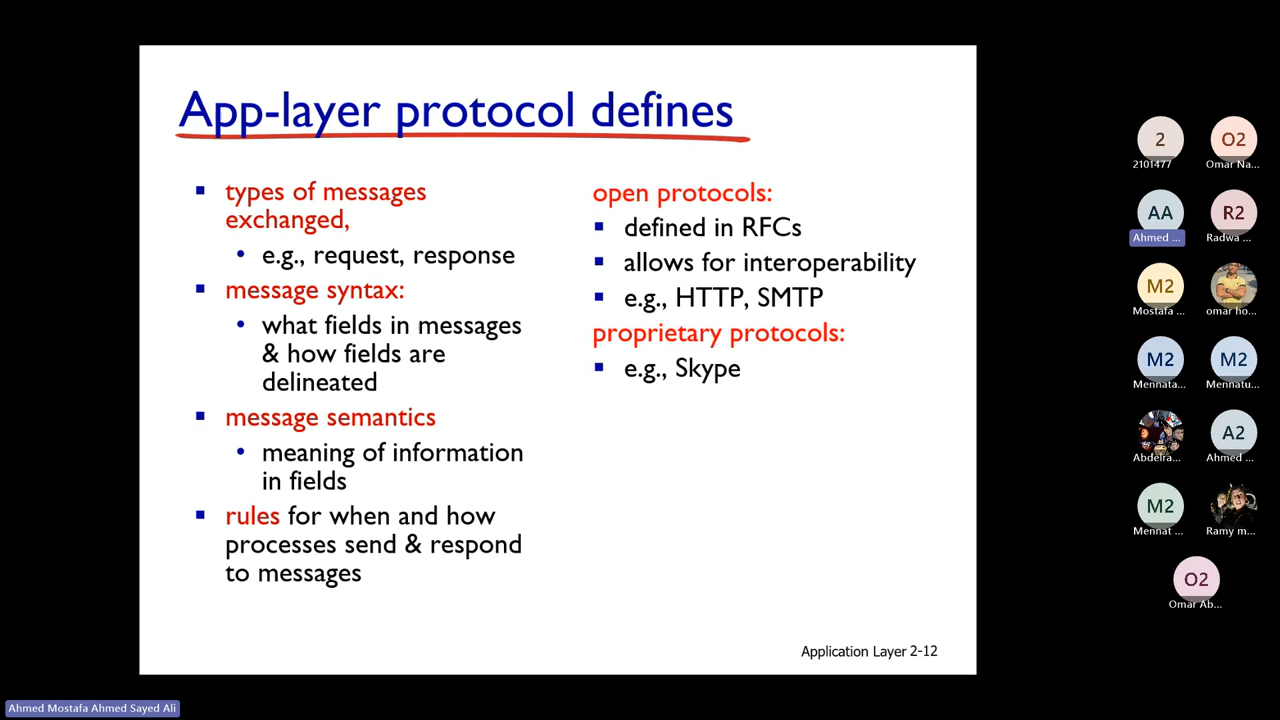 App-layer protocol defines
types of messages
exchanged,
e.g., request, response
message syntax:
what fields in messages
& how fields are
delineated
message semantics
meaning of information
in fields
rules for when and how
processes send & respond
to messages
open protocols:
defined in RFCs
allows for interoperability
e.g., HTTP, SMTP
proprietary protocols:
e.g., Skype
Application Layer 2-12
2
2101477
O2
Omar Na...
AA
Ahmed ...
R2
Radwa ...
M2
Mostafa ...
omar ho...
M2
Mennata...
M2
Mennatu...
Abdelra...
A2
Ahmed ...
M2
Mennat ...
Ramy m...
O2
Omar Ab...
Ahmed Mostafa Ahmed Sayed Ali